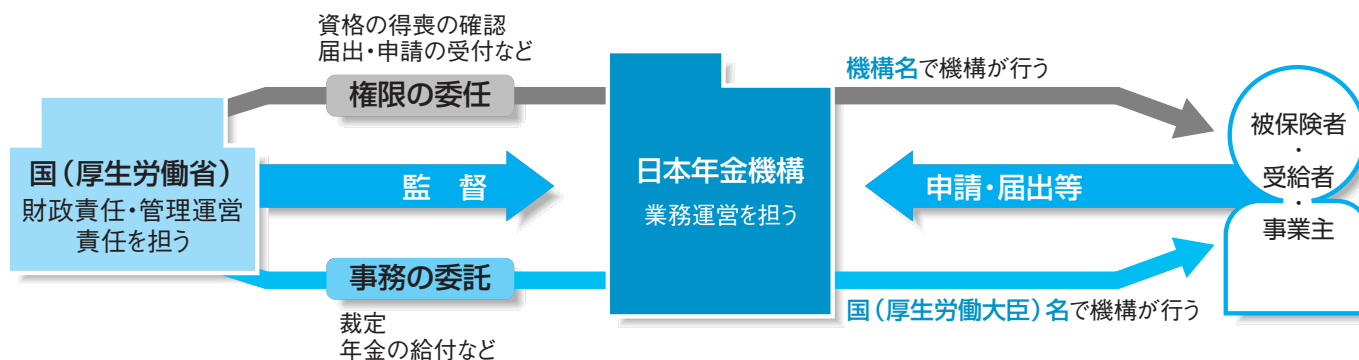 資格の得喪の確認
届出・申請の受付など
権限の委任
機構名で機構が行う
国（厚生労働省）
財政責任・管理運営
責任を担う
監　督
日本年金機構
業務運営を担う
申請・届出等
被保険者
・
受給者
・
事業主
事務の委託
裁定
年金の給付など
国（厚生労働大臣）名で機構が行う